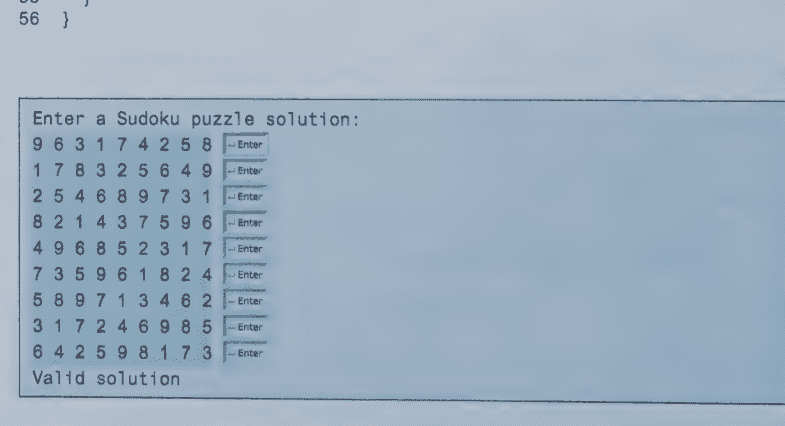 56 }
Enter a Sudoku puzzle solution:
9 6 3 1 7 4 2 5 8 ↵Enter
1 7 8 3 2 5 6 4 9 ↵Enter
2 5 4 6 8 9 7 3 1 ↵Enter
8 2 1 4 3 7 5 9 6 ↵Enter
4 9 6 8 5 2 3 1 7 ↵Enter
7 3 5 9 6 1 8 2 4 ↵Enter
5 8 9 7 1 3 4 6 2 ↵Enter
3 1 7 2 4 6 9 8 5 ↵Enter
6 4 2 5 9 8 1 7 3 ↵Enter
Valid solution